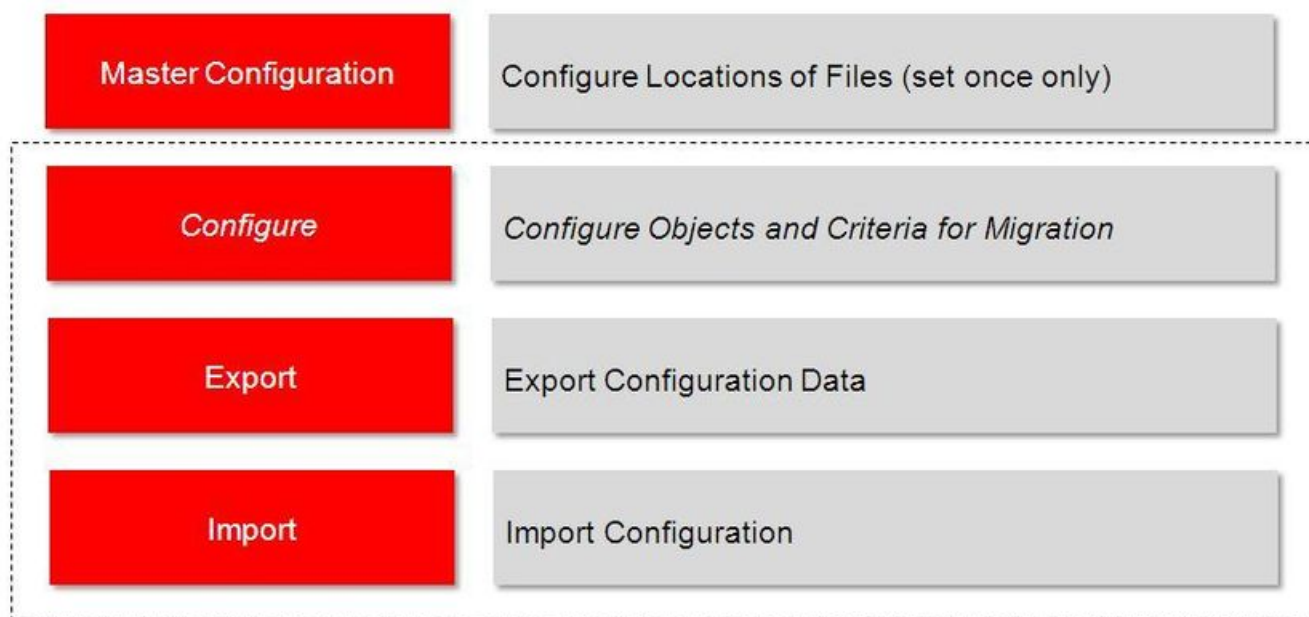 Master Configuration
Configure Locations of Files (set once only)
Configure
Configure Objects and Criteria for Migration
Export
Export Configuration Data
Import
Import Configuration